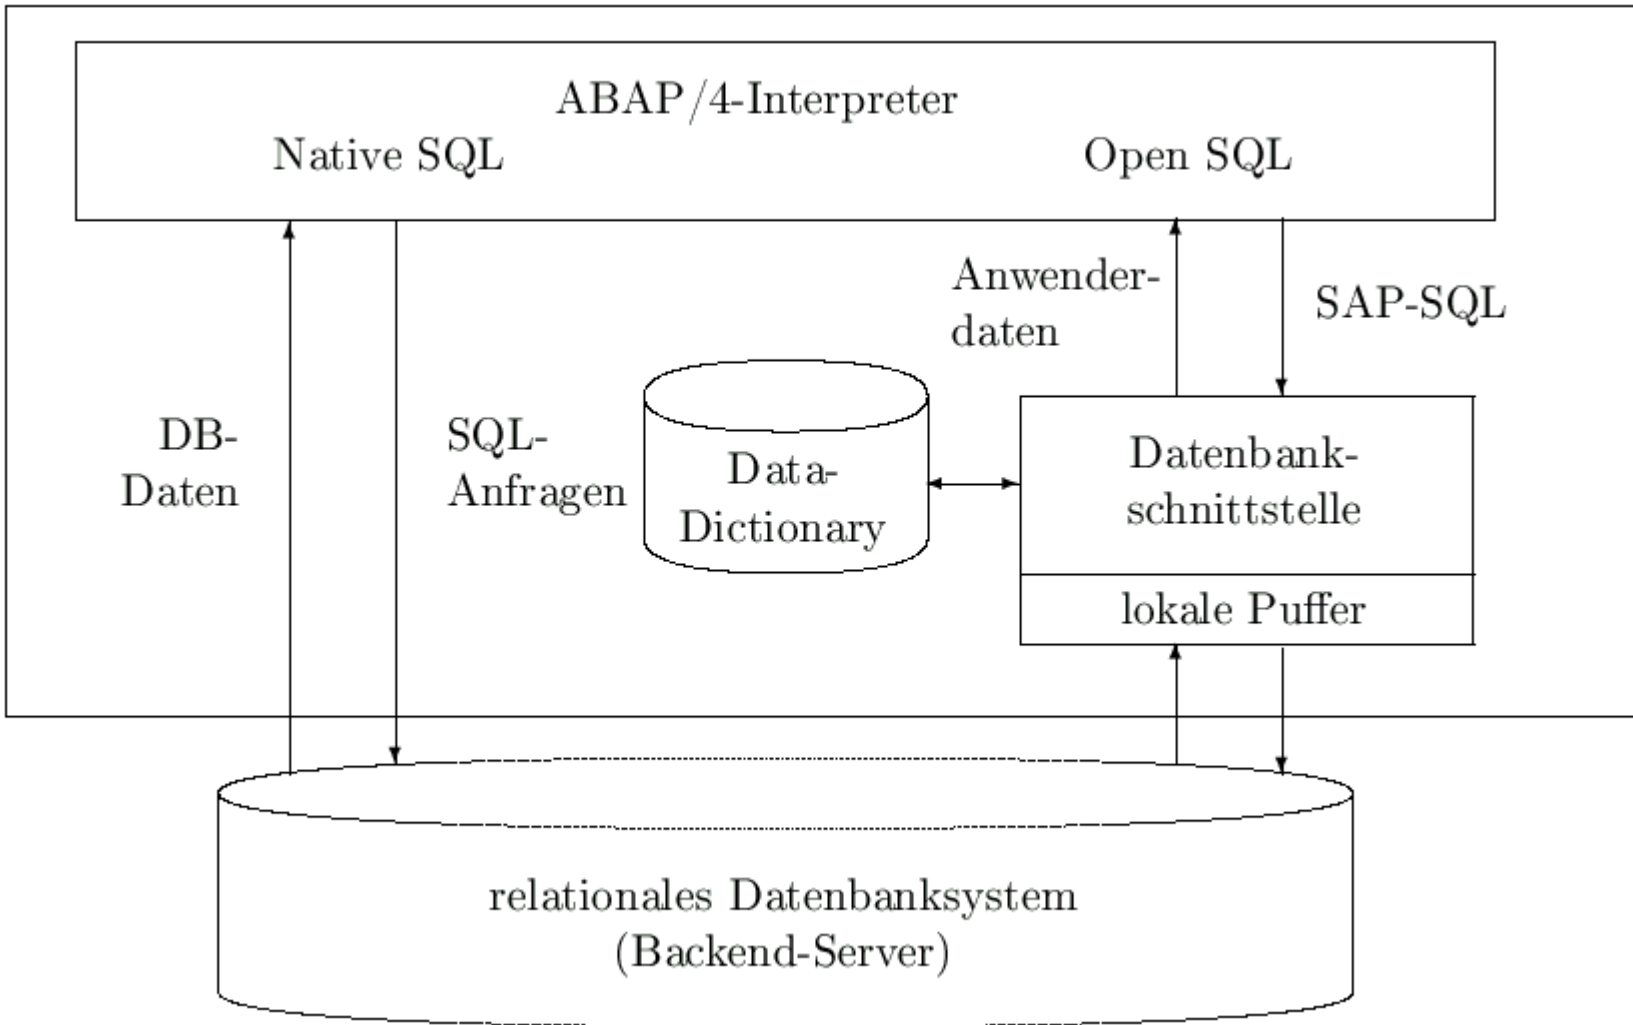 ABAP/4-Interpreter
Native SQL
Open SQL
Anwender-
daten
SAP-SQL
DB-
Daten
SQL-
Anfragen
Data-
Dictionary
Datenbank-
schnittstelle
lokale Puffer
relationales Datenbanksystem
(Backend-Server)